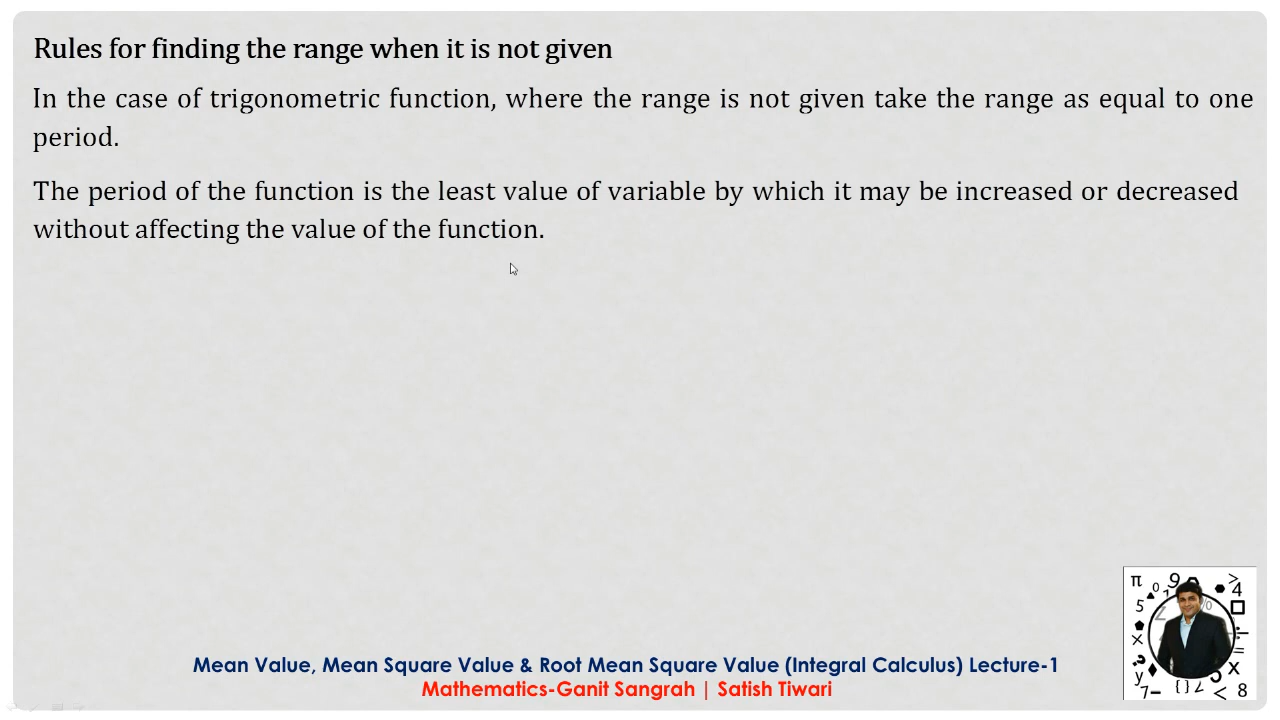 Rules for finding the range when it is not given
In the case of trigonometric function, where the range is not given take the range as equal to one
period.
The period of the function is the least value of variable by which it may be increased or decreased
without affecting the value of the function.
Mean Value, Mean Square Value & Root Mean Square Value (Integral Calculus) Lecture-1
Mathematics-Ganit Sangrah | Satish Tiwari